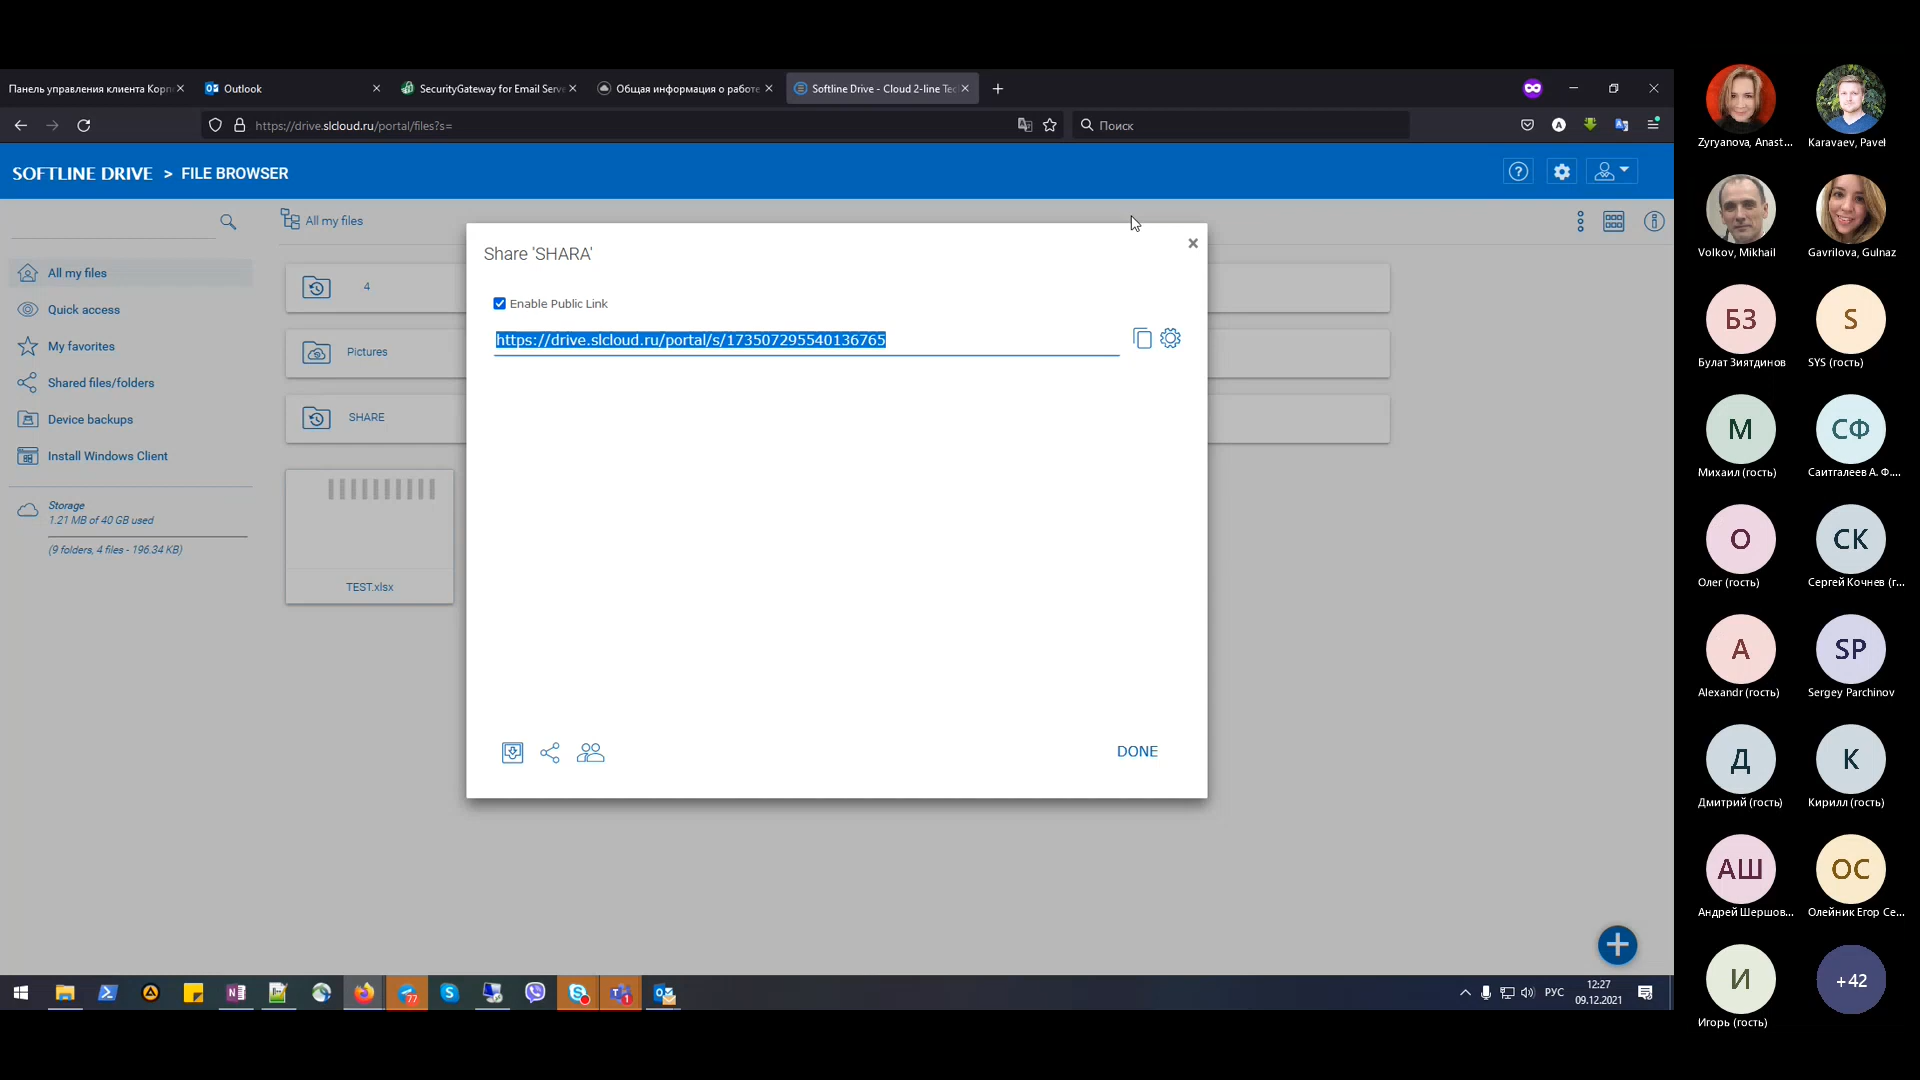 Панель управления клиента Корп
Outlook
SecurityGateway for Email Serve
Общая информация о работе
Softline Drive - Cloud 2-line Tec
https://drive.slcloud.ru/portal/files?s=
Поиск
SOFTLINE DRIVE > FILE BROWSER
All my files
All my files
Quick access
My favorites
Shared files/folders
Device backups
Install Windows Client
Storage
1.21 MB of 40 GB used
(9 folders, 4 files - 196.34 KB)
4
Pictures
SHARE
TEST.xlsx
Share 'SHARA'
Enable Public Link
https://drive.slcloud.ru/portal/s/173507295540136765
DONE
77
1
РУС
12:27
09.12.2021
Zyryanova, Anast...
Karavaev, Pavel
Volkov, Mikhail
Gavrilova, Gulnaz
БЗ
Булат Зиятдинов
S
SYS (гость)
М
Михаил (гость)
СФ
Саитгалеев А. Ф....
О
Олег (гость)
СК
Сергей Кочнев (г...
A
Alexandr (гость)
SP
Sergey Parchinov
Д
Дмитрий (гость)
К
Кирилл (гость)
АШ
Андрей Шершов...
ОС
Олейник Егор Се...
И
Игорь (гость)
+42